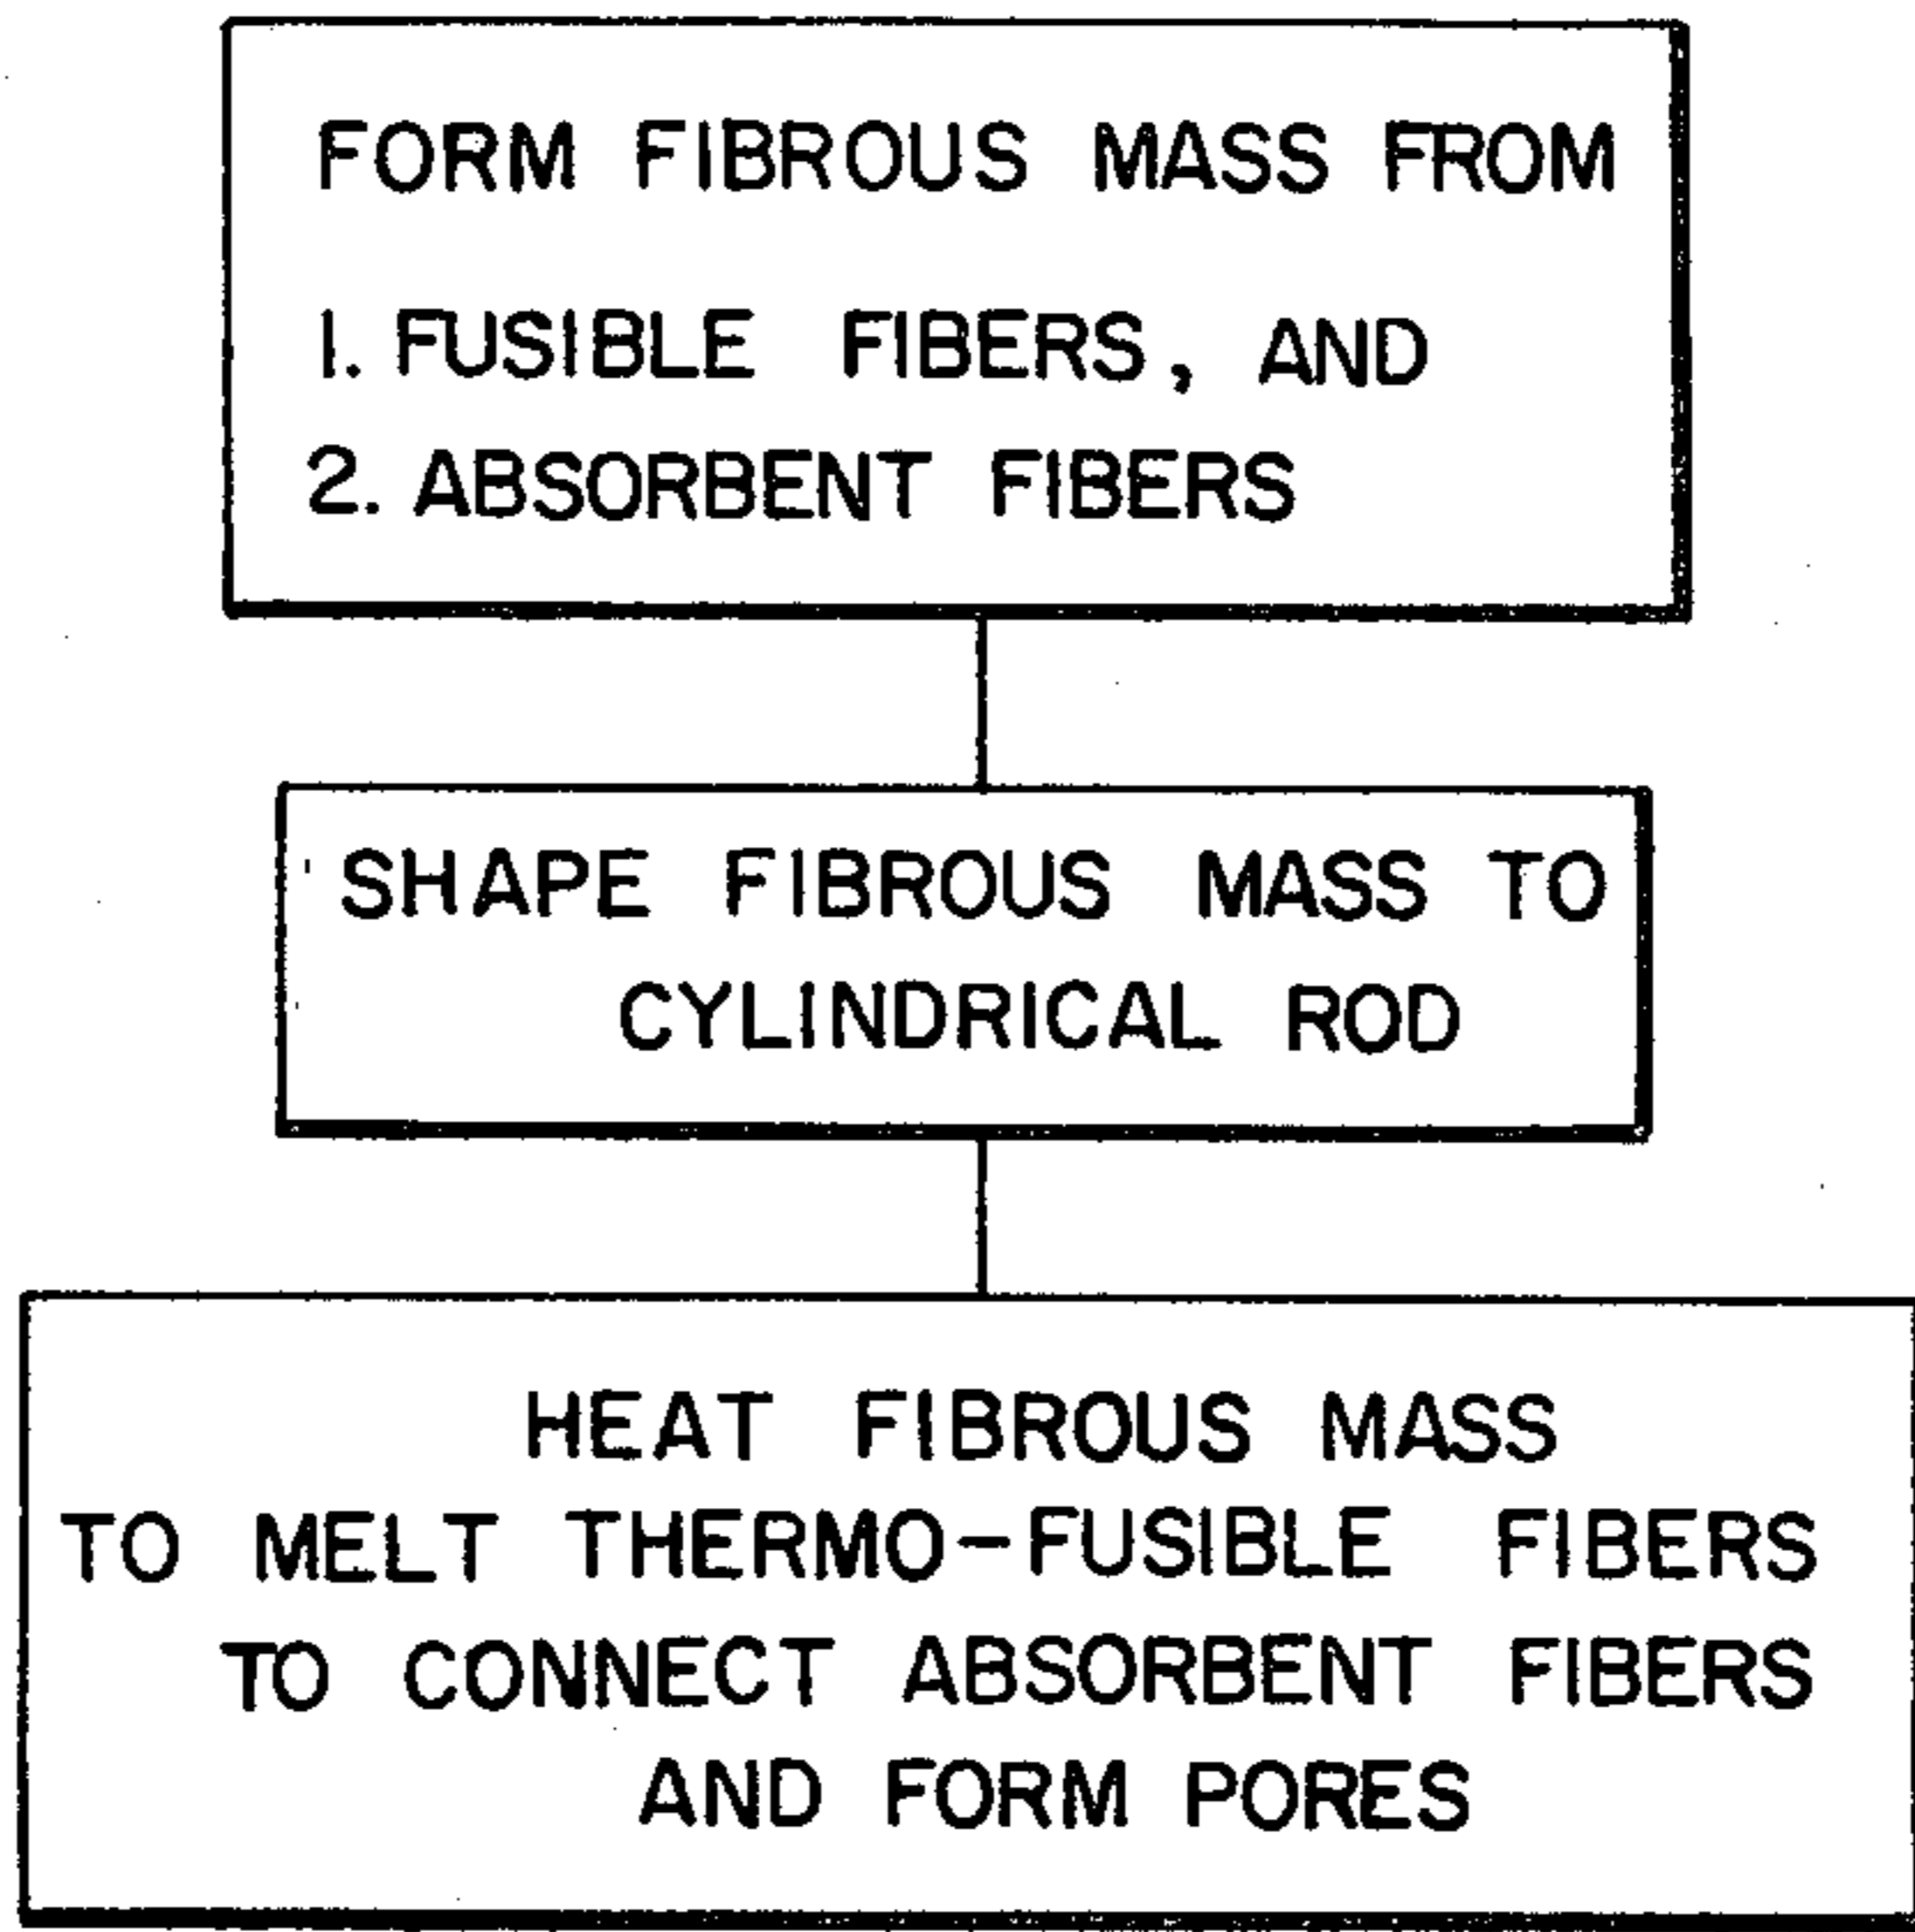 FORM FIBROUS MASS FROM
1. FUSIBLE FIBERS, AND
2. ABSORBENT FIBERS
SHAPE FIBROUS MASS TO
CYLINDRICAL ROD
HEAT FIBROUS MASS
TO MELT THERMO-FUSIBLE FIBERS
TO CONNECT ABSORBENT FIBERS
AND FORM PORES